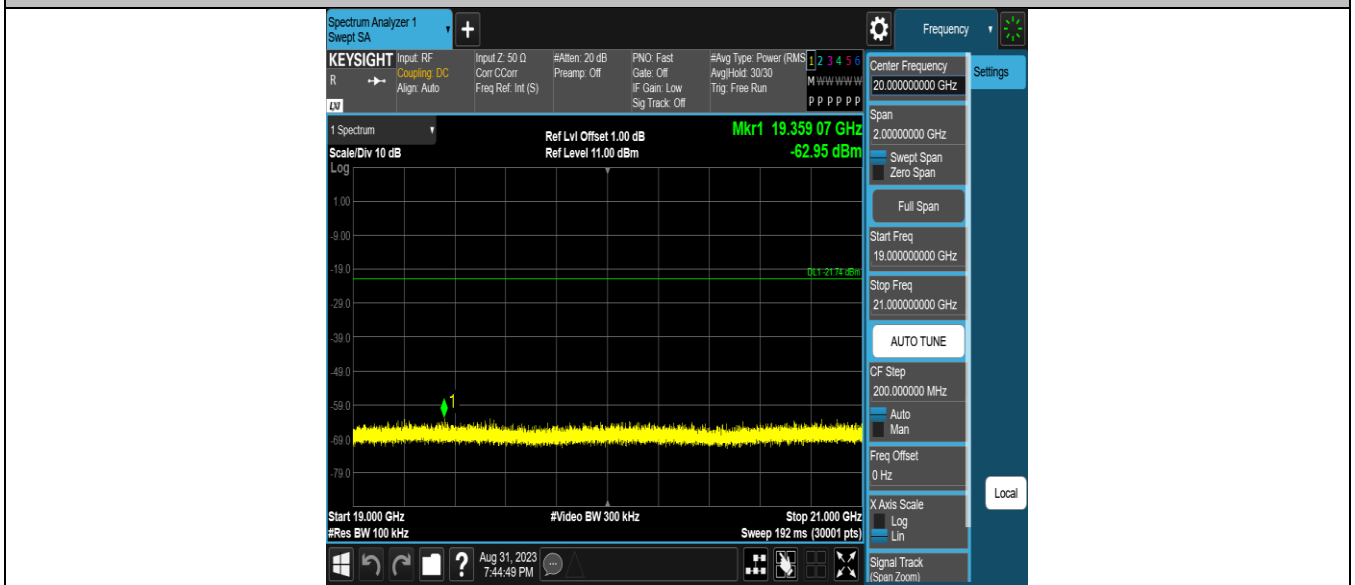 Spectrum Analyzer 1
Swept SA
+
Frequency
KEYSIGHT
R
LXI
Input: RF
Coupling: DC
Align: Auto
Input Z: 50 Ω
Corr CCorr
Freq Ref: Int (S)
#Atten: 20 dB
Preamp: Off
PNO: Fast
Gate: Off
IF Gain: Low
Sig Track: Off
#Avg Type: Power (RMS
Avg|Hold: 30/30
Trig: Free Run
1 2 3 4 5 6
M W W W W W
P P P P P P
1 Spectrum
Scale/Div 10 dB
Log
Ref Lvl Offset 1.00 dB
Ref Level 11.00 dBm
Mkr1 19.359 07 GHz
-62.95 dBm
1.00
-9.00
-19.0
DL1 -21.74 dBm
-29.0
-39.0
-49.0
-59.0
1
-69.0
-79.0
Start 19.000 GHz
#Res BW 100 kHz
#Video BW 300 kHz
Stop 21.000 GHz
Sweep 192 ms (30001 pts)
?
Aug 31, 2023
7:44:49 PM
Center Frequency
20.000000000 GHz
Settings
Span
2.00000000 GHz
Swept Span
Zero Span
Full Span
Start Freq
19.000000000 GHz
Stop Freq
21.000000000 GHz
AUTO TUNE
CF Step
200.000000 MHz
Auto
Man
Freq Offset
0 Hz
Local
X Axis Scale
Log
Lin
Signal Track
(Span Zoom)